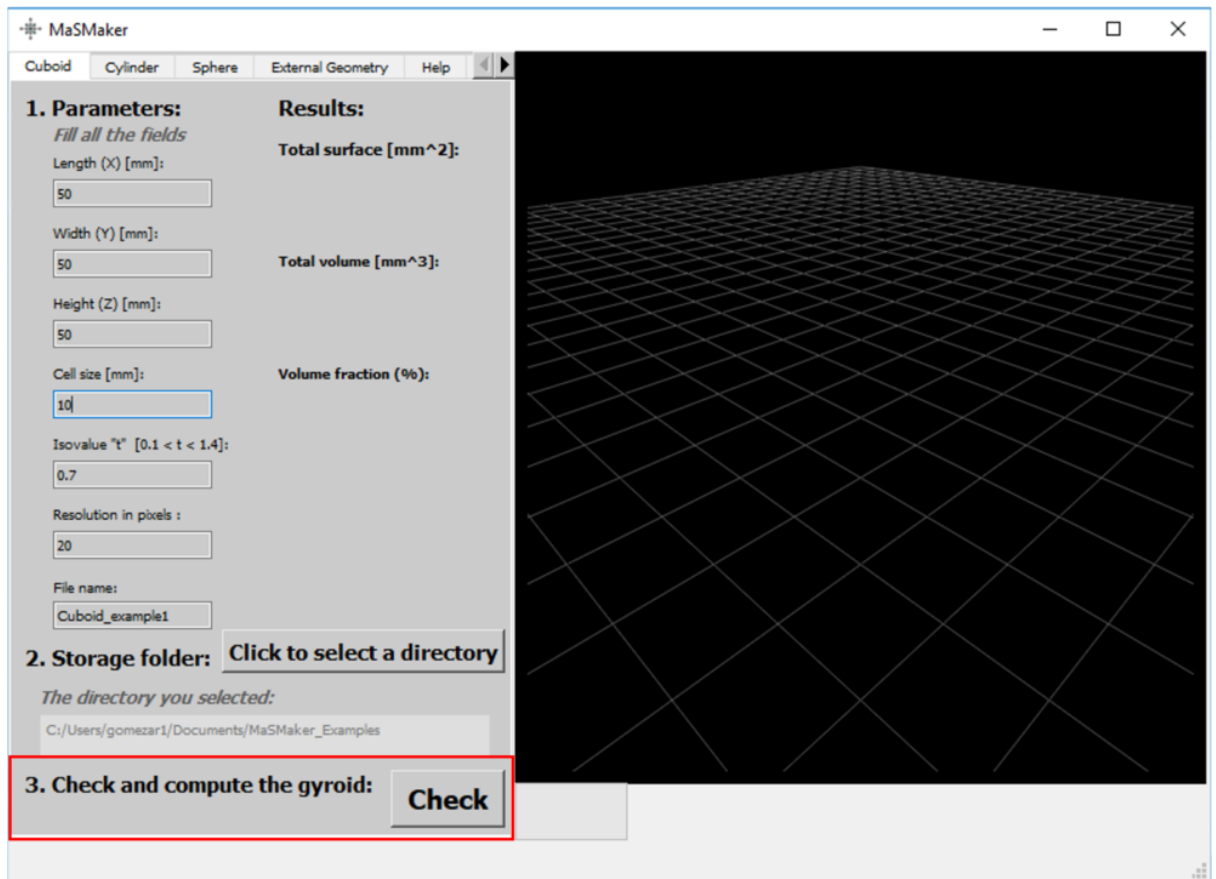 MaSMaker
Cuboid Cylinder Sphere External Geometry Help
1. Parameters:
Fill all the fields
Length (X) [mm]:
50
Width (Y) [mm]:
50
Height (Z) [mm]:
50
Cell size [mm]:
10
Isovalue "t" [0.1 < t < 1.4]:
0.7
Resolution in pixels :
20
File name:
Cuboid_example1
Results:
Total surface [mm^2]:
Total volume [mm^3]:
Volume fraction (%):
2. Storage folder: Click to select a directory
The directory you selected:
C:/Users/gomezar1/Documents/MaSMaker_Examples
3. Check and compute the gyroid: Check